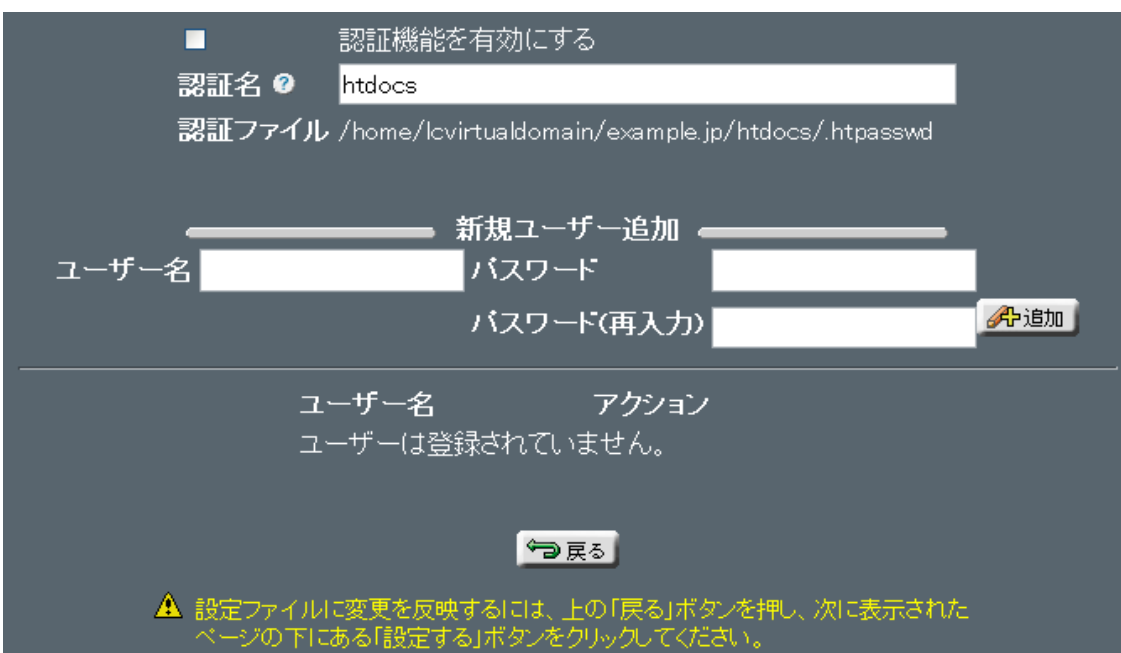 認証機能を有効にする
認証名 ? htdocs
認証ファイル /home/lcvirtualdomain/example.jp/htdocs/.htpasswd
新規ユーザー追加
ユーザー名 パスワード
パスワード(再入力) 追加
ユーザー名 アクション
ユーザーは登録されていません。
戻る
設定ファイルに変更を反映するには、上の「戻る」ボタンを押し、次に表示された
ページの下にある「設定する」ボタンをクリックしてください。